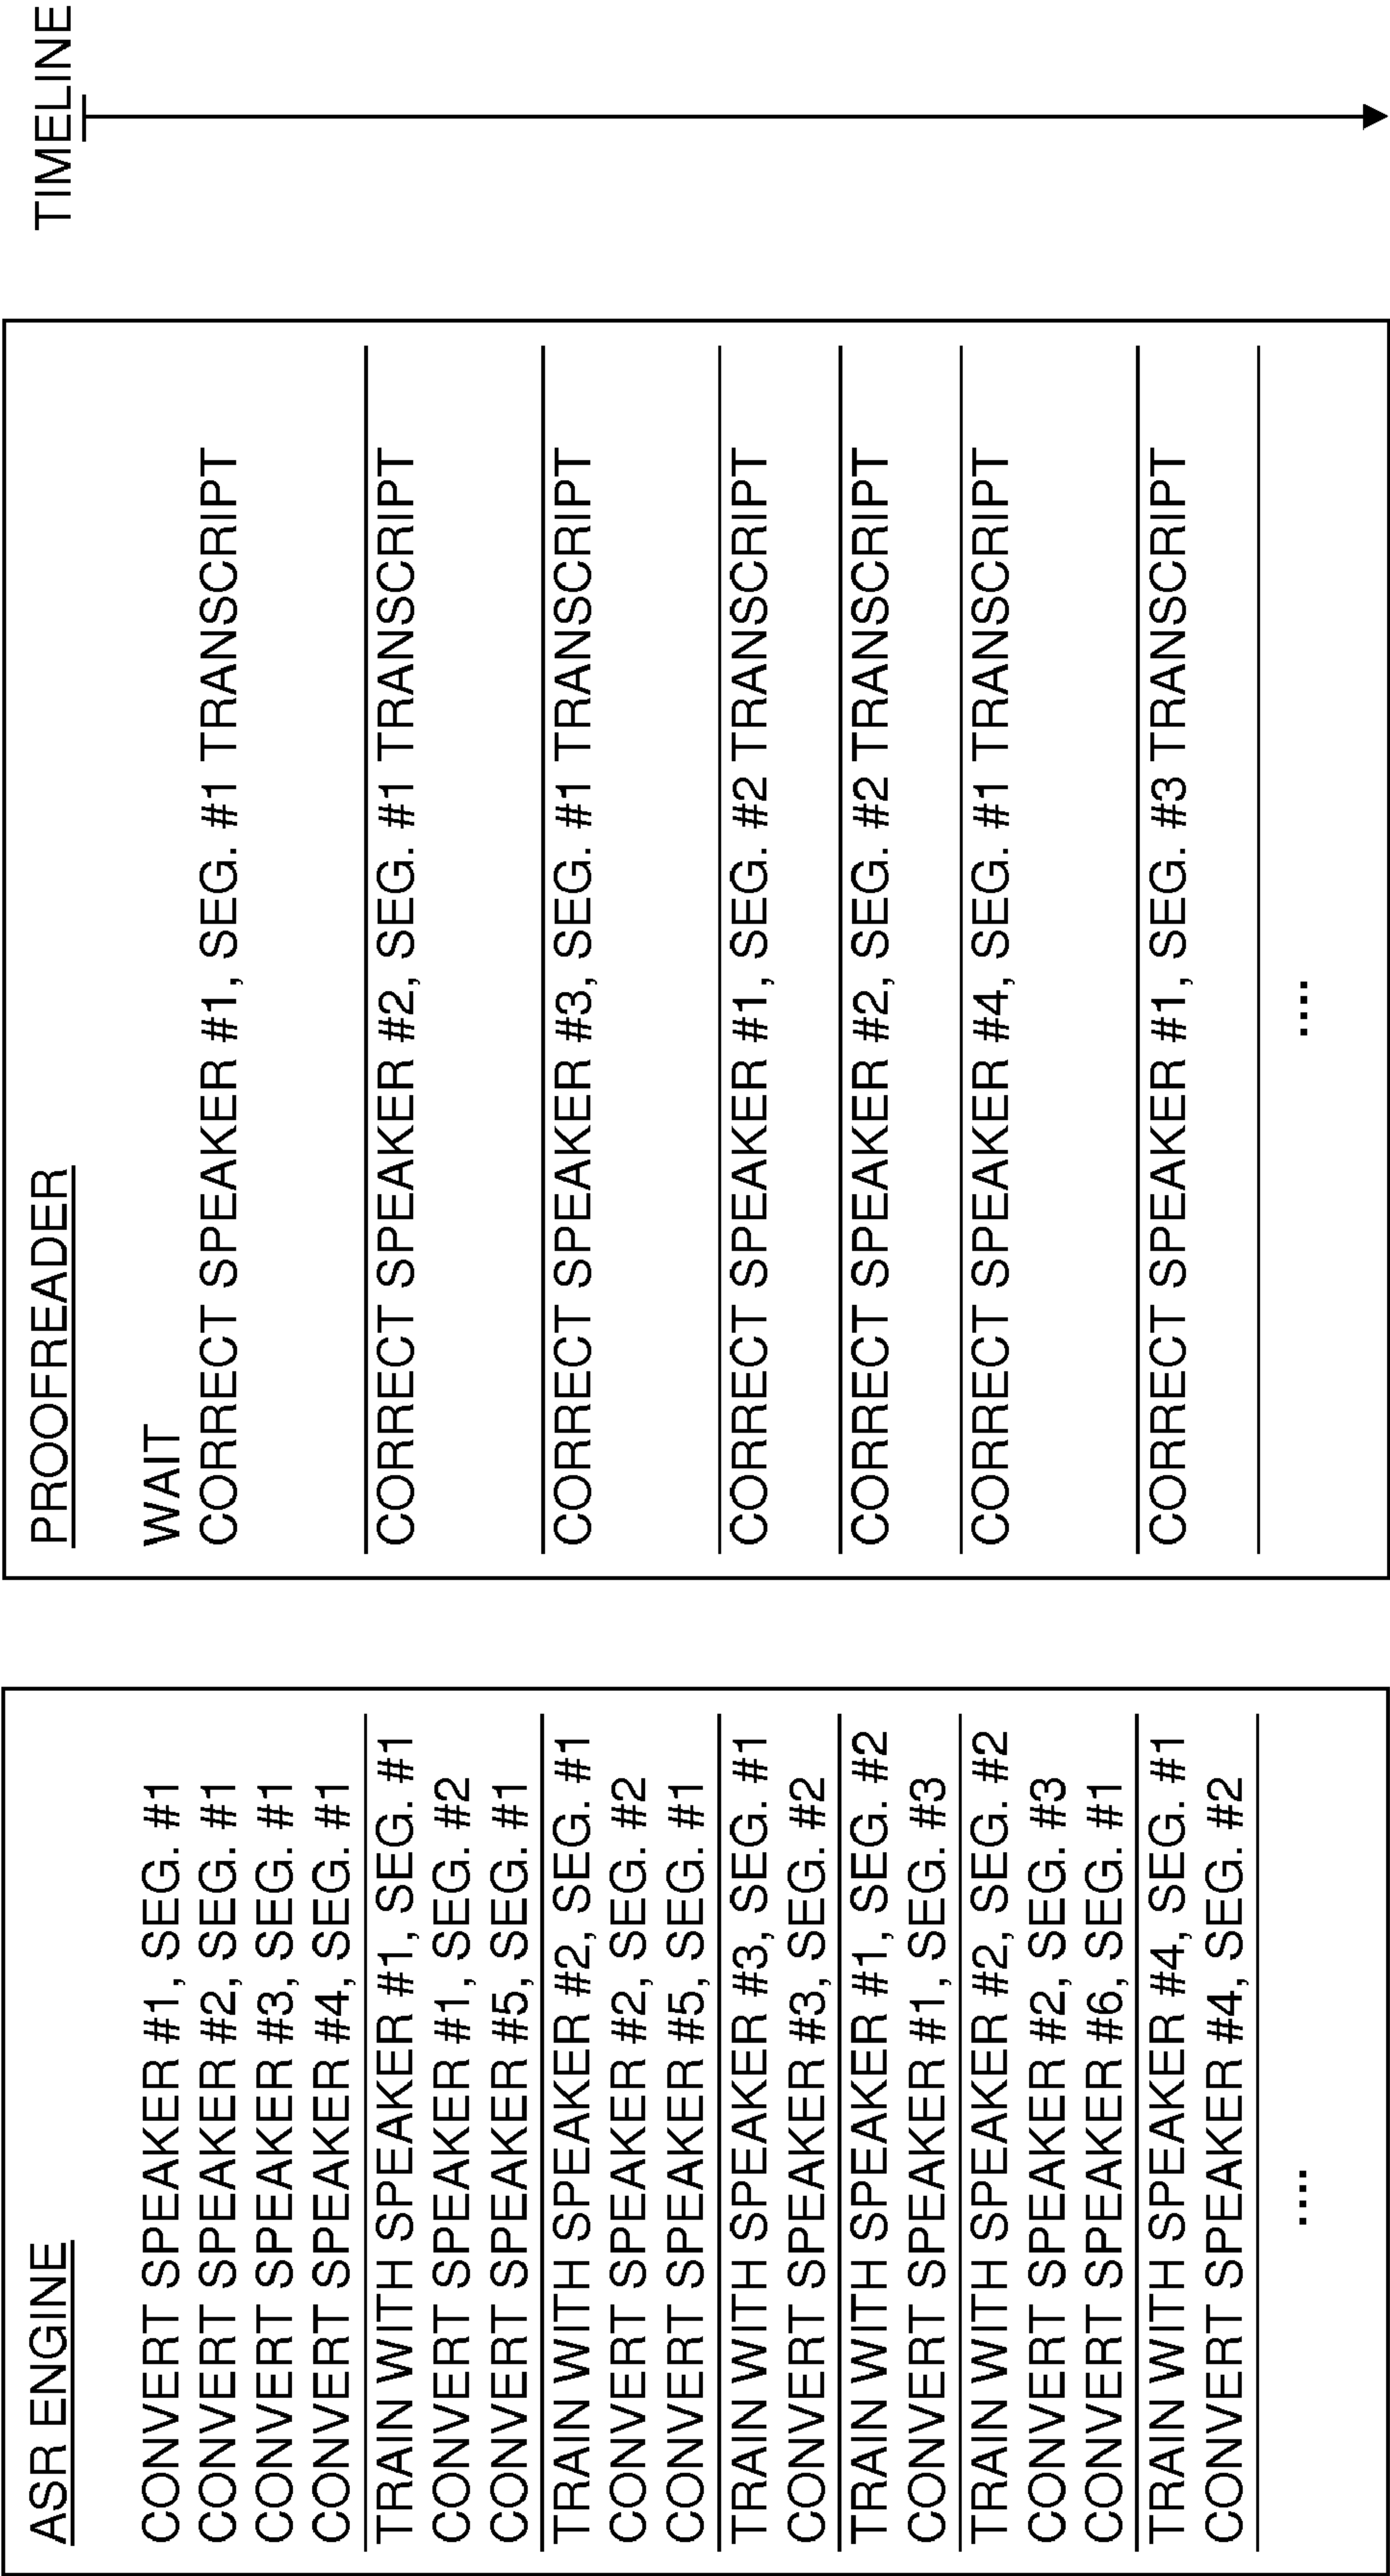 ASR ENGINE
CONVERT SPEAKER #1, SEG. #1
CONVERT SPEAKER #2, SEG. #1
CONVERT SPEAKER #3, SEG. #1
CONVERT SPEAKER #4, SEG. #1
TRAIN WITH SPEAKER #1, SEG. #1
CONVERT SPEAKER #1, SEG. #2
CONVERT SPEAKER #5, SEG. #1
TRAIN WITH SPEAKER #2, SEG. #1
CONVERT SPEAKER #2, SEG. #2
CONVERT SPEAKER #5, SEG. #1
TRAIN WITH SPEAKER #3, SEG. #1
CONVERT SPEAKER #3, SEG. #2
TRAIN WITH SPEAKER #1, SEG. #2
CONVERT SPEAKER #1, SEG. #3
TRAIN WITH SPEAKER #2, SEG. #2
CONVERT SPEAKER #2, SEG. #3
CONVERT SPEAKER #6, SEG. #1
TRAIN WITH SPEAKER #4, SEG. #1
CONVERT SPEAKER #4, SEG. #2
....
PROOFREADER
WAIT
CORRECT SPEAKER #1, SEG. #1 TRANSCRIPT
CORRECT SPEAKER #2, SEG. #1 TRANSCRIPT
CORRECT SPEAKER #3, SEG. #1 TRANSCRIPT
CORRECT SPEAKER #1, SEG. #2 TRANSCRIPT
CORRECT SPEAKER #2, SEG. #2 TRANSCRIPT
CORRECT SPEAKER #4, SEG. #1 TRANSCRIPT
CORRECT SPEAKER #1, SEG. #3 TRANSCRIPT
....
TIMELINE